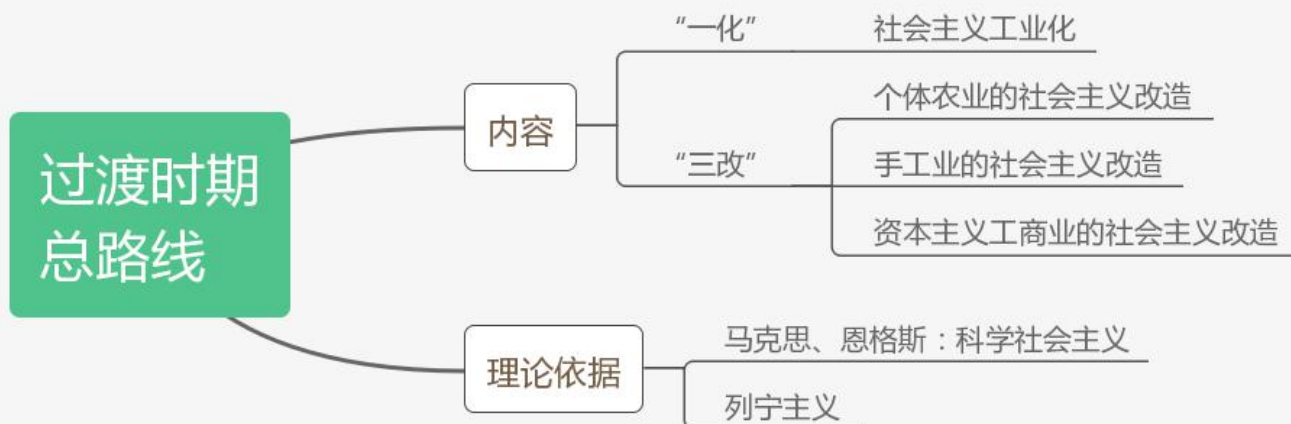 过渡时期
总路线
内容
“一化”
社会主义工业化
“三改”
个体农业的社会主义改造
手工业的社会主义改造
资本主义工商业的社会主义改造
理论依据
马克思、恩格斯：科学社会主义
列宁主义